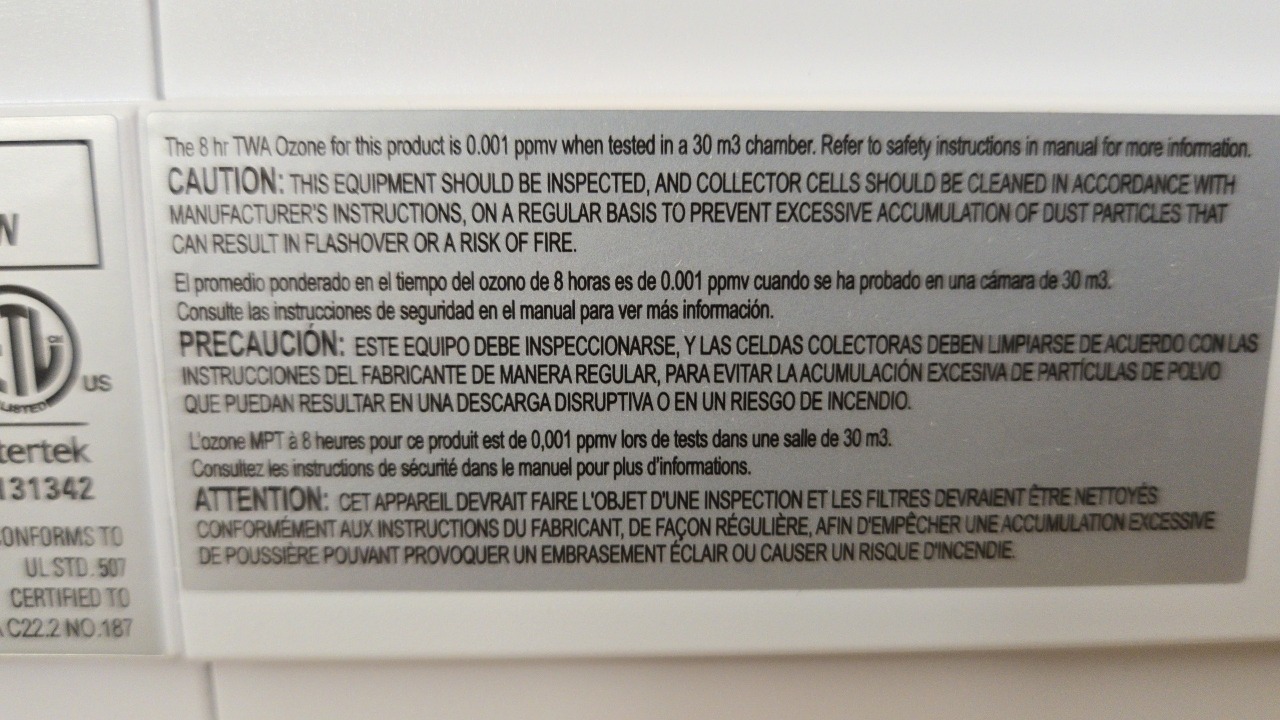 The 8 hr TWA Ozone for this product is 0.001 ppmv when tested in a 30 m3 chamber. Refer to safety instructions in manual for more information.
CAUTION: THIS EQUIPMENT SHOULD BE INSPECTED, AND COLLECTOR CELLS SHOULD BE CLEANED IN ACCORDANCE WITH
MANUFACTURER'S INSTRUCTIONS, ON A REGULAR BASIS TO PREVENT EXCESSIVE ACCUMULATION OF DUST PARTICLES THAT
CAN RESULT IN FLASHOVER OR A RISK OF FIRE.
El promedio ponderado en el tiempo del ozono de 8 horas es de 0.001 ppmv cuando se ha probado en una cámara de 30 m3.
Consulte las instrucciones de seguridad en el manual para ver más información.
PRECAUCIÓN: ESTE EQUIPO DEBE INSPECCIONARSE, Y LAS CELDAS COLECTORAS DEBEN LIMPIARSE DE ACUERDO CON LAS
INSTRUCCIONES DEL FABRICANTE DE MANERA REGULAR, PARA EVITAR LA ACUMULACIÓN EXCESIVA DE PARTÍCULAS DE POLVO
QUE PUEDAN RESULTAR EN UNA DESCARGA DISRUPTIVA O EN UN RIESGO DE INCENDIO.
L'ozone MPT à 8 heures pour ce produit est de 0,001 ppmv lors de tests dans une salle de 30 m3.
Consultez les instructions de sécurité dans le manuel pour plus d'informations.
ATTENTION: CET APPAREIL DEVRAIT FAIRE L'OBJET D'UNE INSPECTION ET LES FILTRES DEVRAIENT ÊTRE NETTOYÉS
CONFORMÉMENT AUX INSTRUCTIONS DU FABRICANT, DE FAÇON RÉGULIÈRE, AFIN D'EMPÊCHER UNE ACCUMULATION EXCESSIVE
DE POUSSIÈRE POUVANT PROVOQUER UN EMBRASEMENT ÉCLAIR OU CAUSER UN RISQUE D'INCENDIE.
W
US
LISTED
tertek
131342
ONFORMS TO
UL STD. 507
CERTIFIED TO
C22.2 NO.187